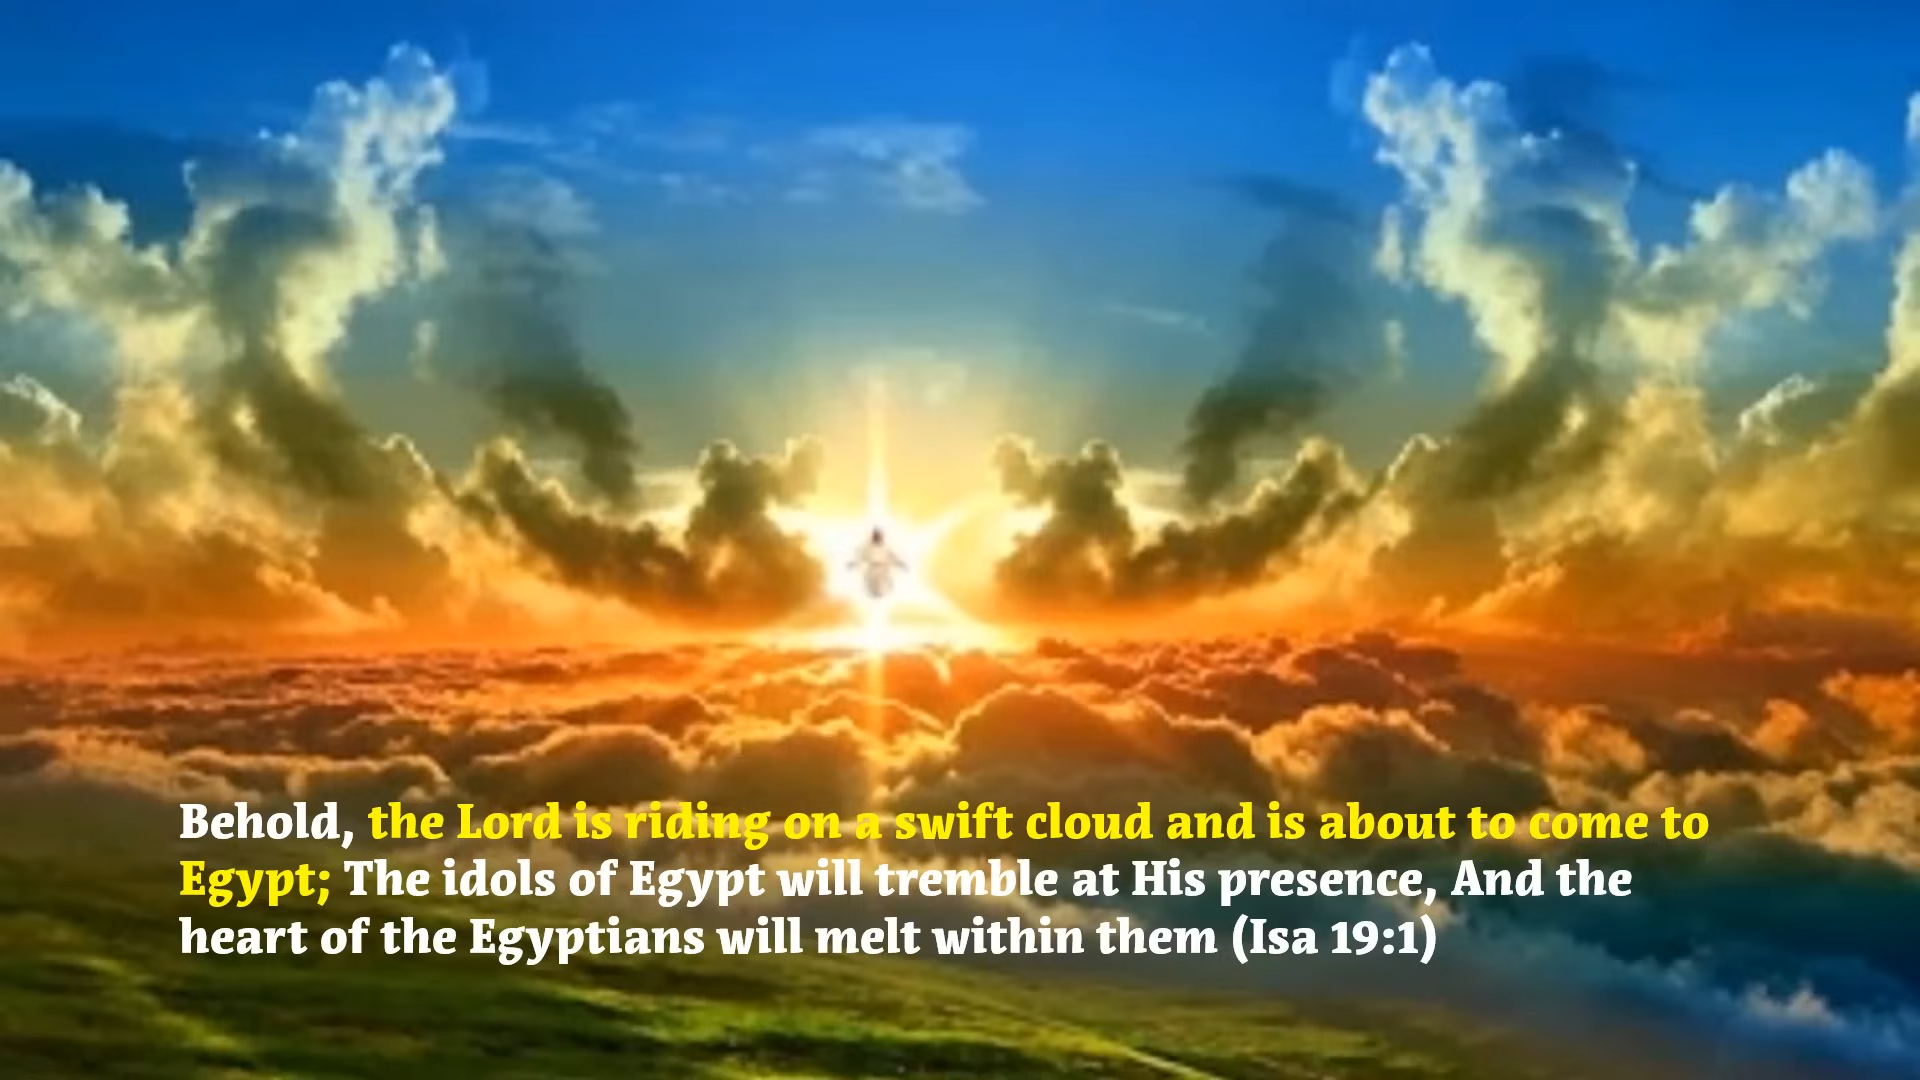 Behold, the Lord is riding on a swift cloud and is about to come to
Egypt; The idols of Egypt will tremble at His presence, And the
heart of the Egyptians will melt within them (Isa 19:1)